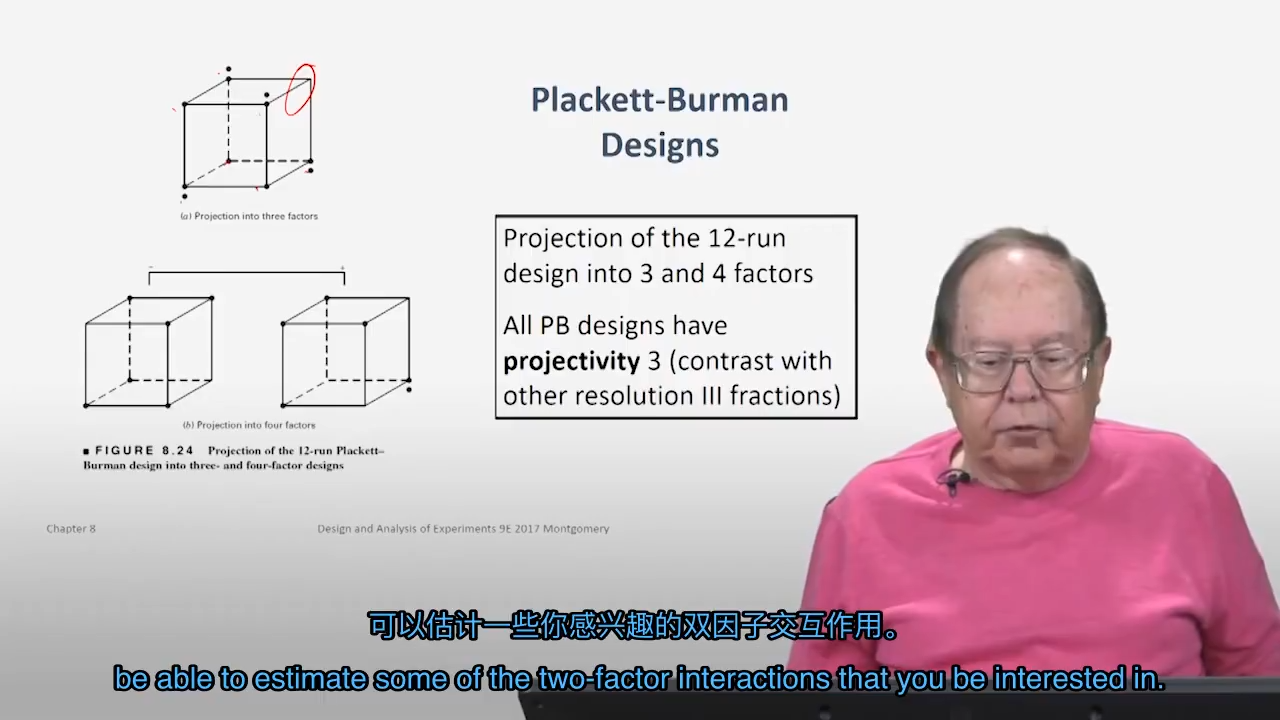 Plackett-Burman
Designs
(a) Projection into three factors
Projection of the 12-run
design into 3 and 4 factors
All PB designs have
projectivity 3 (contrast with
other resolution III fractions)
- +
(b) Projection into four factors
■ FIGURE 8.24 Projection of the 12-run Plackett–
Burman design into three- and four-factor designs
Chapter 8
Design and Analysis of Experiments 9E 2017 Montgomery
可以估计一些你感兴趣的双因子交互作用。
be able to estimate some of the two-factor interactions that you be interested in.